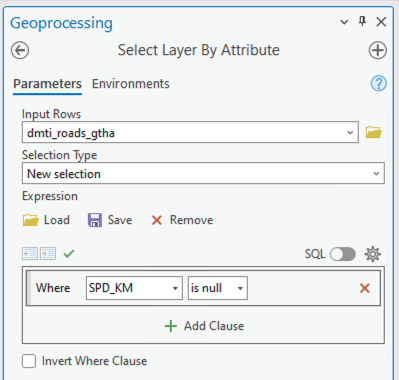 Geoprocessing
Select Layer By Attribute
Parameters Environments
Input Rows
dmti_roads_gtha
Selection Type
New selection
Expression
Load Save Remove
SQL
Where SPD_KM is null
Add Clause
Invert Where Clause